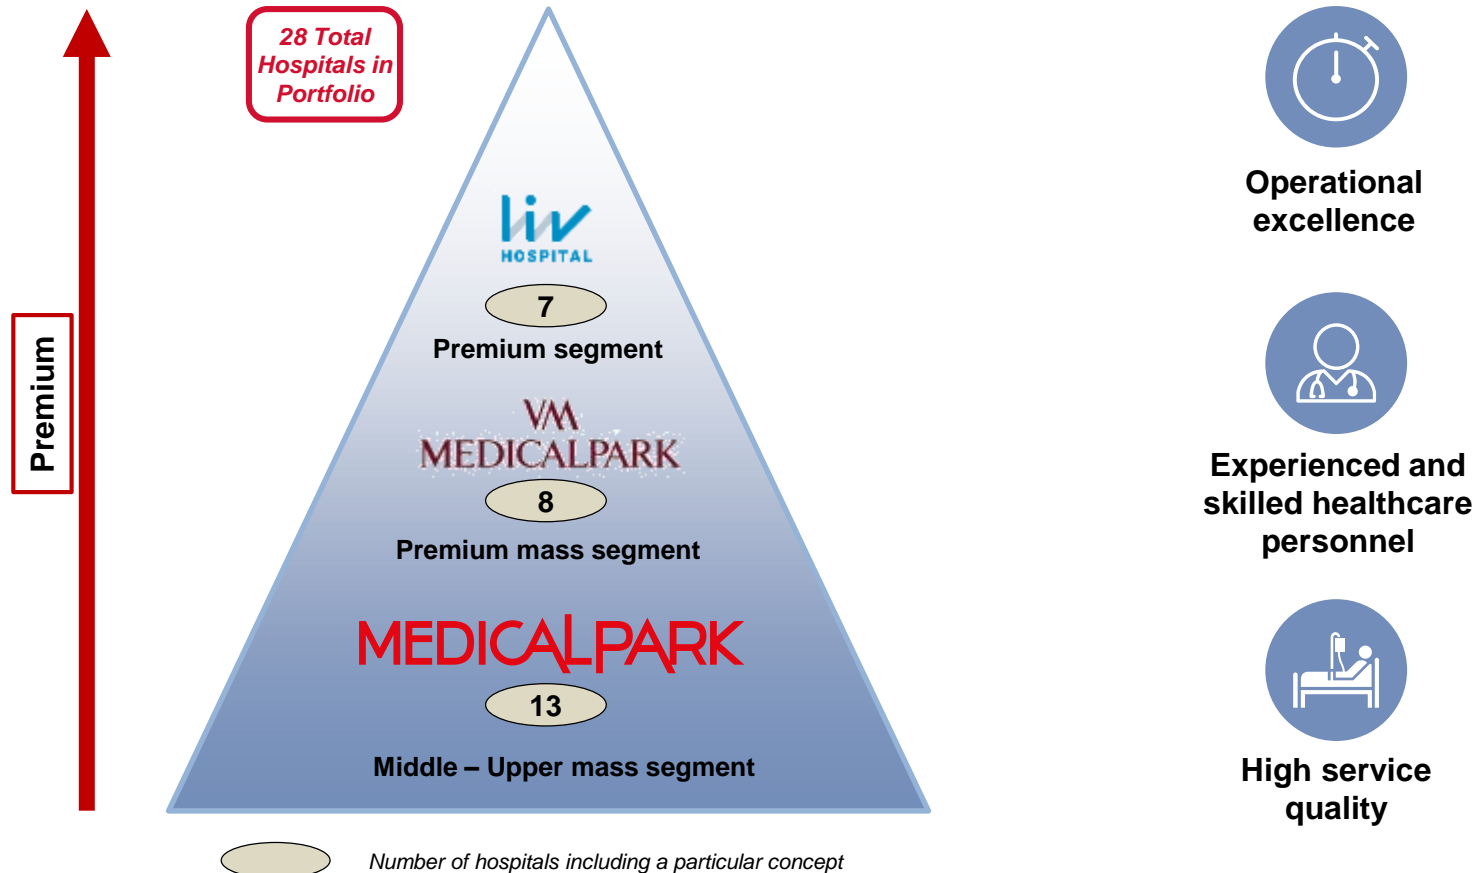 28 Total
Hospitals in
Portfolio
Premium
liv
HOSPITAL
7
Premium segment
VM
MEDICALPARK
8
Premium mass segment
MEDICALPARK
13
Middle – Upper mass segment
Number of hospitals including a particular concept
Operational
excellence
Experienced and
skilled healthcare
personnel
High service
quality